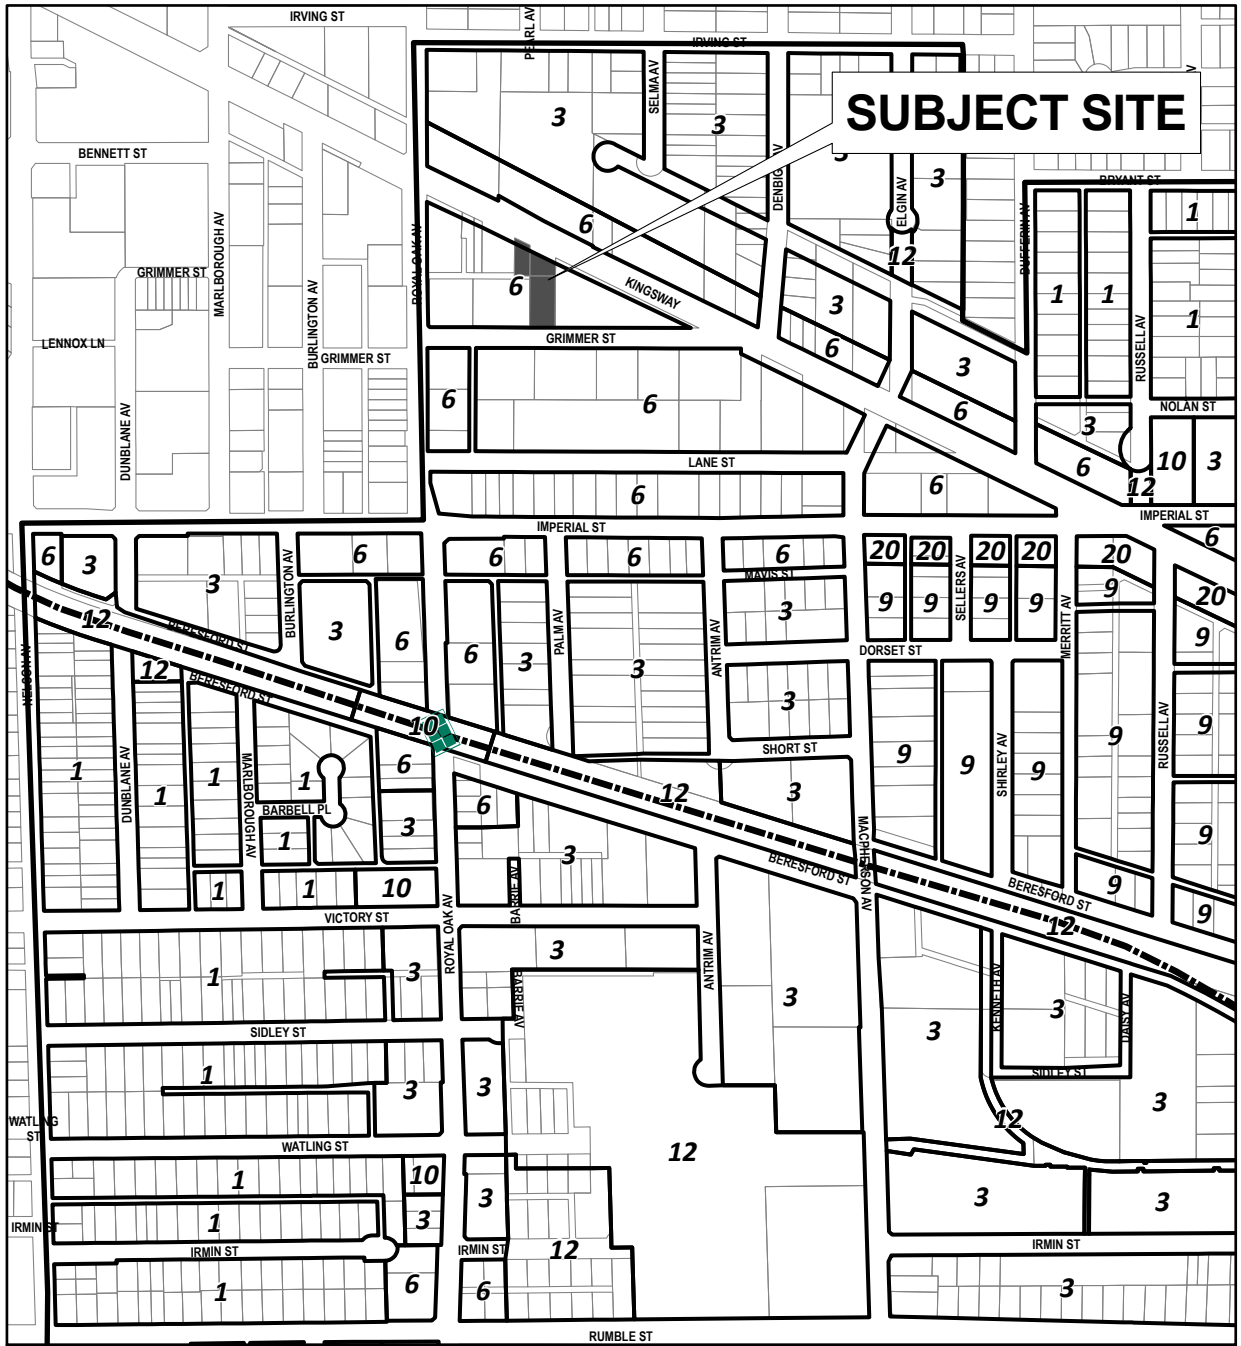 IRVING ST
PEARL AV
IRVING ST
SELMA AV
SUBJECT SITE
3
3
3
BENNETT ST
DENBIGH AV
ELGIN AV
BRYANT ST
1
MARLBOROUGH AV
ROYAL OAK AV
6
12
DUFFERIN AV
GRIMMER ST
BURLINGTON AV
6
KINGSWAY
3
1
1
1
RUSSELL AV
LENNOX LN
GRIMMER ST
GRIMMER ST
6
3
DUNBLANE AV
6
6
6
NOLAN ST
3
LANE ST
6
10
3
6
6
12
IMPERIAL ST
IMPERIAL ST
6
6
3
3
6
6
6
6
20
20
20
20
20
BURLINGTON AV
MAVIS ST
SELLERS AV
9
9
9
9
9
20
12
BERESFORD ST
3
6
6
3
PALM AV
3
ANTRIM AV
3
DORSET ST
MERRITT AV
9
NELSON AV
12
BERESFORD ST
3
10
SHORT ST
9
9
SHIRLEY AV
9
9
RUSSELL AV
9
1
DUNBLANE AV
1
1
MARLBOROUGH AV
1
BARBELL PL
6
6
12
3
MACPHERSON AV
1
3
3
BERESFORD ST
BERESFORD ST
9
9
9
1
1
10
BARRIE AV
VICTORY ST
ROYAL OAK AV
12
1
3
3
ANTRIM AV
3
KENNETH AV
3
DAISY AV
BARRIE AV
SIDLEY ST
3
1
3
3
SIDLEY ST
3
WATLING
ST
WATLING ST
12
12
1
10
3
3
3
IRMIN ST
1
3
IRMIN ST
IRMIN ST
12
IRMIN ST
1
6
6
3
RUMBLE ST